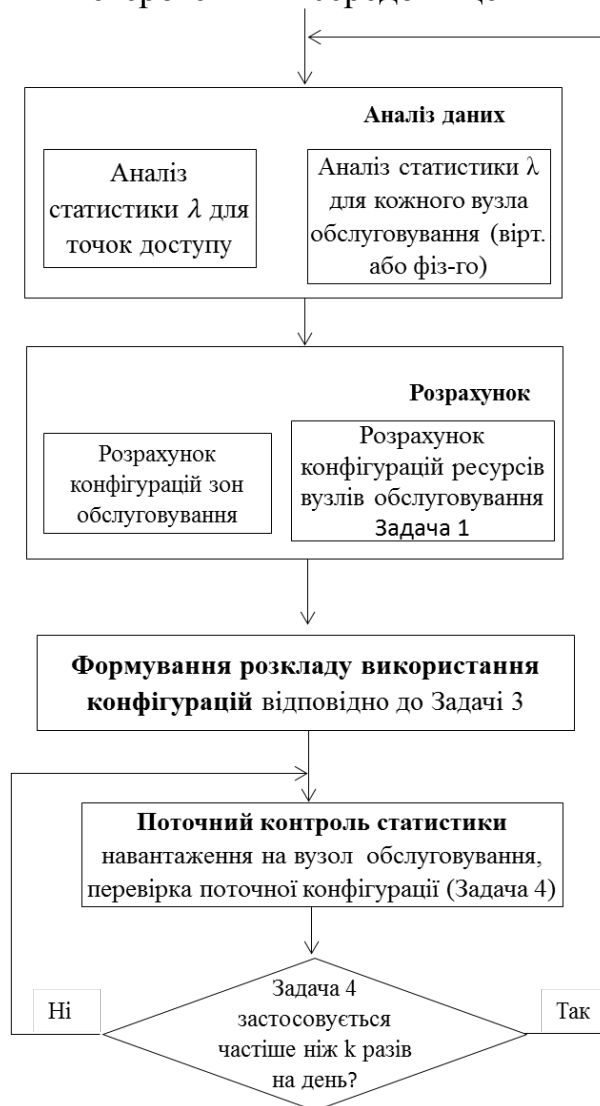 Аналіз даних
Аналіз
статистики λ для
точок доступу
Аналіз статистики λ
для кожного вузла
обслуговування (вірт.
або фіз-го)
Розрахунок
Розрахунок
конфігурацій зон
обслуговування
Розрахунок
конфігурацій ресурсів
вузлів обслуговування
Задача 1
Формування розкладу використання
конфігурацій відповідно до Задачі 3
Поточний контроль статистики
навантаження на вузол обслуговування,
перевірка поточної конфігурації (Задача 4)
Ні
Задача 4
застосовується
частіше ніж k разів
на день?
Так